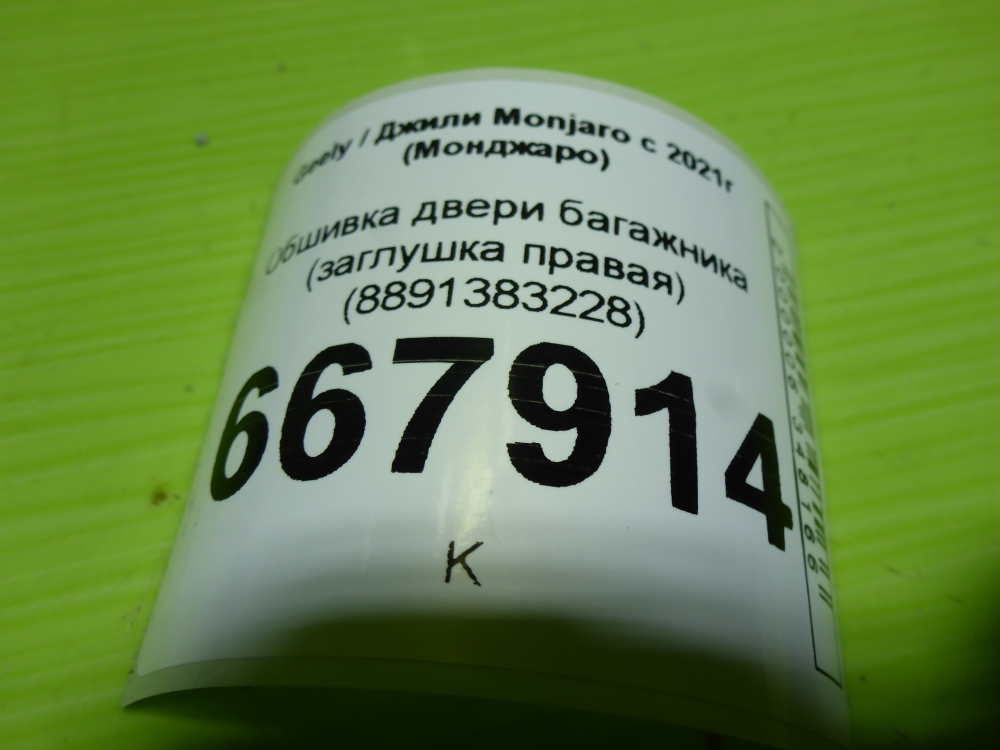 Geely / Джили Monjaro с 2021г
(Монджаро)
Обшивка двери багажника
(заглушка правая)
(8891383228)
667914
К